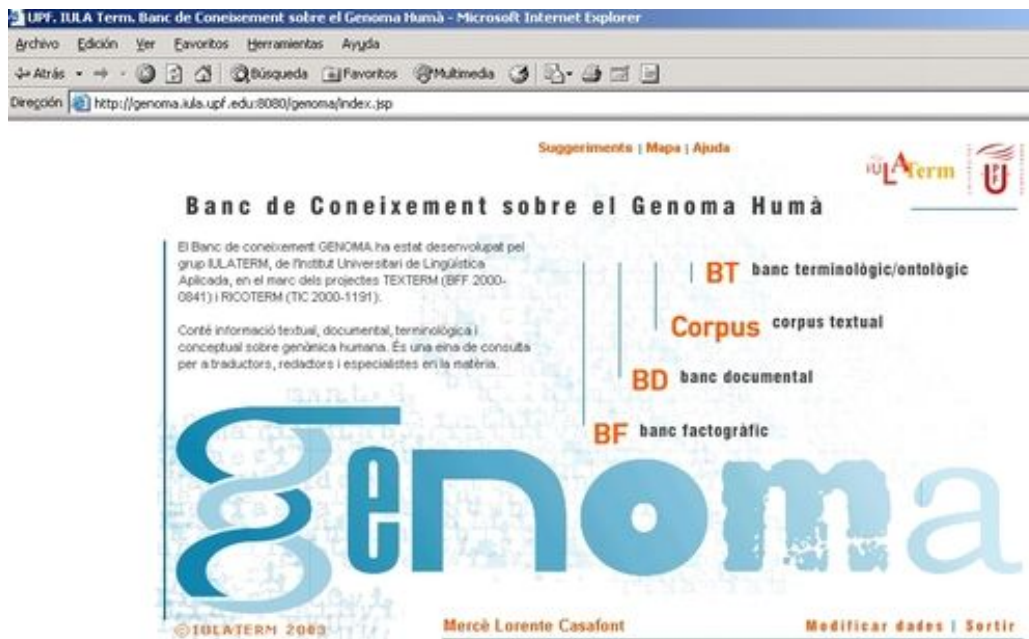 UPF. IULA Term. Banc de Coneixement sobre el Genoma Humà - Microsoft Internet Explorer
Archivo Edición Ver Favoritos Herramientas Ayuda
Atrás Búsqueda Favoritos Multimedia
Dirección http://genoma.iula.upf.edu:8080/genoma/index.jsp
Suggeriments | Mapa | Ajuda
IULATerm
UPF
Banc de Coneixement sobre el Genoma Humà
El Banc de coneixement GENOMA ha estat desenvolupat pel
grup IULATERM, de l'Institut Universitari de Lingüística
Aplicada, en el marc dels projectes TEXTERM (BFF 2000-
0841) i RICOTERM (TIC 2000-1191).
Conté informació textual, documental, terminològica i
conceptual sobre genòmica humana. És una eina de consulta
per a traductors, redactors i especialistes en la matèria.
BT banc terminològic/ontològic
Corpus corpus textual
BD banc documental
BF banc factogràfic
genoma
©IULATERM 2003
Mercè Lorente Casafont
Modificar dades | Sortir